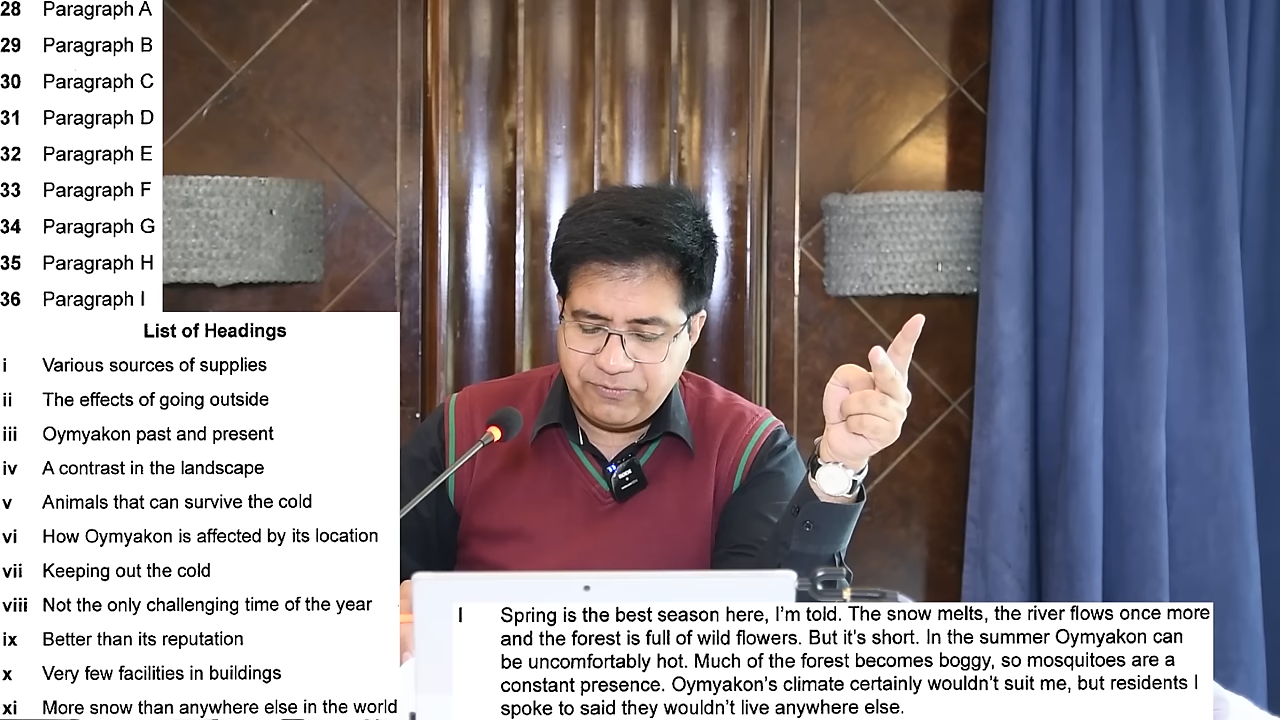 28 Paragraph A
29 Paragraph B
30 Paragraph C
31 Paragraph D
32 Paragraph E
33 Paragraph F
34 Paragraph G
35 Paragraph H
36 Paragraph I
List of Headings
i Various sources of supplies
ii The effects of going outside
iii Oymyakon past and present
iv A contrast in the landscape
v Animals that can survive the cold
vi How Oymyakon is affected by its location
vii Keeping out the cold
viii Not the only challenging time of the year
ix Better than its reputation
x Very few facilities in buildings
xi More snow than anywhere else in the world
I Spring is the best season here, I'm told. The snow melts, the river flows once more
and the forest is full of wild flowers. But it's short. In the summer Oymyakon can
be uncomfortably hot. Much of the forest becomes boggy, so mosquitoes are a
constant presence. Oymyakon's climate certainly wouldn't suit me, but residents I
spoke to said they wouldn't live anywhere else.